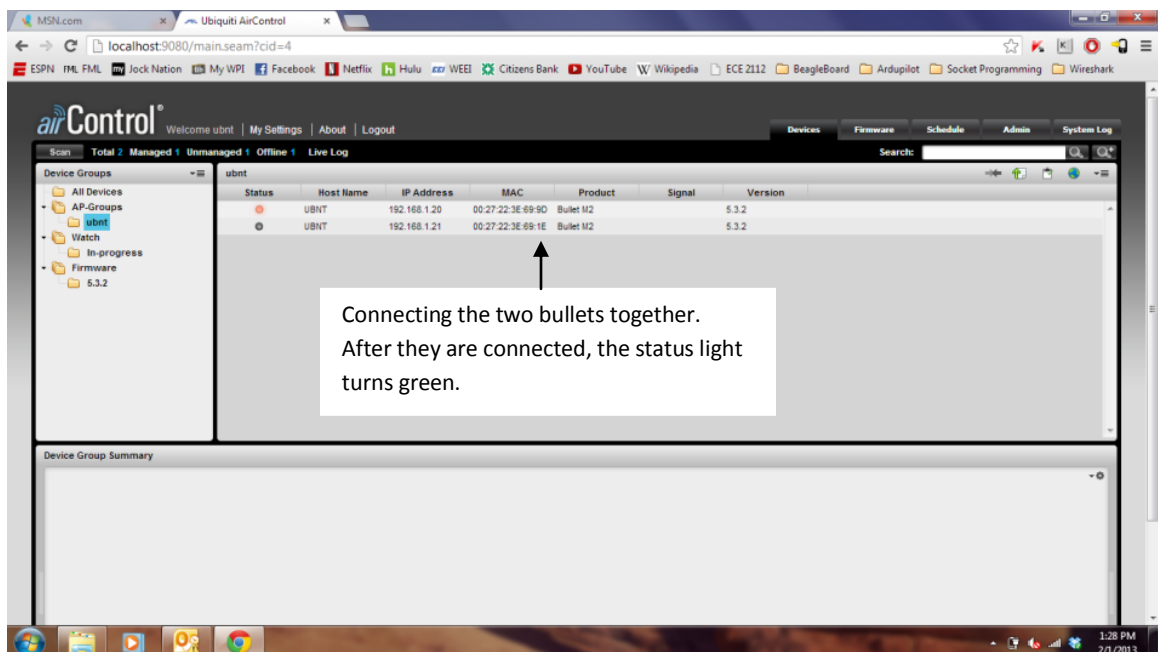 MSN.com
Ubiquiti AirControl
localhost:9080/main.seam?cid=4
ESPN FML FML my Jock Nation My WPI Facebook Netflix Hulu WEEI Citizens Bank YouTube W Wikipedia ECE 2112 BeagleBoard Ardupilot Socket Programming Wireshark
airControl® Welcome ubnt | My Settings | About | Logout
Devices Firmware Schedule Admin System Log
Scan Total 2 Managed 1 Unmanaged 1 Offline 1 Live Log Search:
Device Groups
ubnt
All Devices
AP-Groups
ubnt
Watch
In-progress
Firmware
5.3.2
Status Host Name IP Address MAC Product Signal Version
UBNT 192.168.1.20 00:27:22:3E:69:9D Bullet M2 5.3.2
UBNT 192.168.1.21 00:27:22:3E:69:1E Bullet M2 5.3.2
Connecting the two bullets together.
After they are connected, the status light
turns green.
Device Group Summary
1:28 PM
2/1/2013